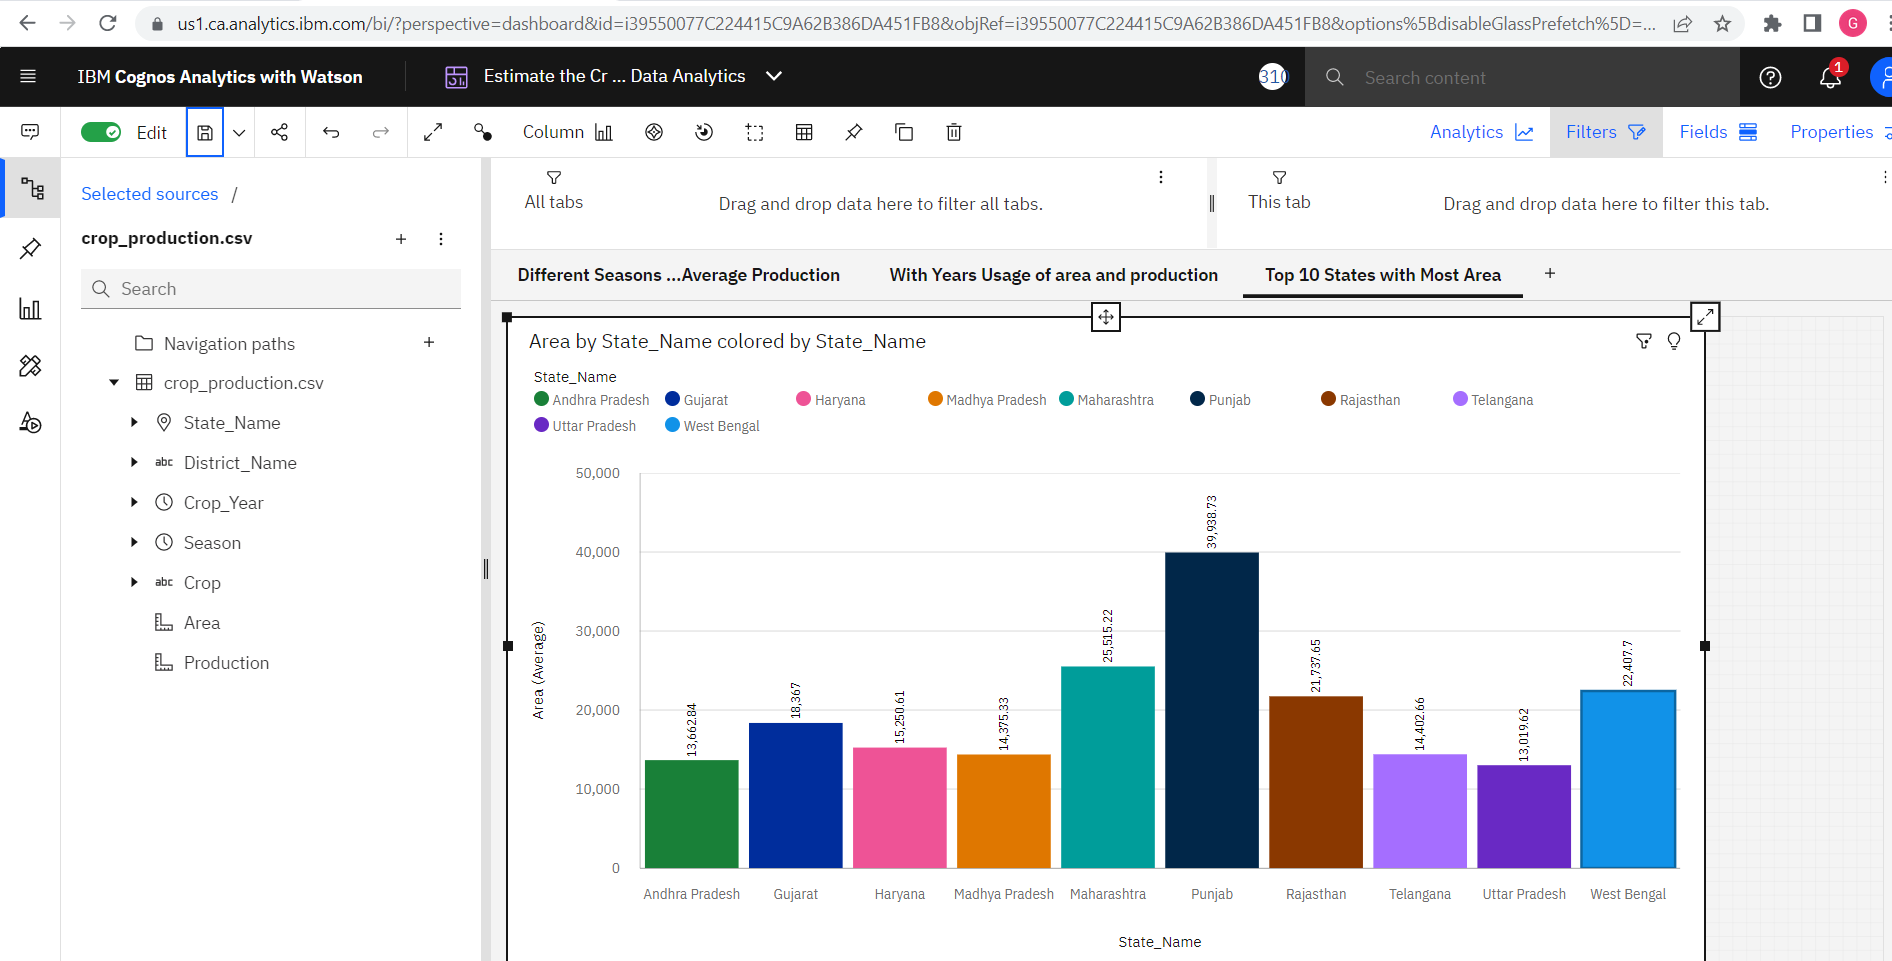 us1.ca.analytics.ibm.com/bi/?perspective=dashboard&id=i39550077C224415C9A62B386DA451FB8&objRef=i39550077C224415C9A62B386DA451FB8&options%5BdisableGlassPrefetch%5D=...
G
IBM Cognos Analytics with Watson
Estimate the Cr ... Data Analytics
310
Search content
1
Edit
Column
Analytics
Filters
Fields
Properties
Selected sources /
All tabs
Drag and drop data here to filter all tabs.
This tab
Drag and drop data here to filter this tab.
crop_production.csv
Search
Navigation paths
crop_production.csv
State_Name
abc District_Name
Crop_Year
Season
abc Crop
Area
Production
Different Seasons ...Average Production
With Years Usage of area and production
Top 10 States with Most Area
Area by State_Name colored by State_Name
State_Name
Andhra Pradesh Gujarat Haryana Madhya Pradesh Maharashtra Punjab Rajasthan Telangana
Uttar Pradesh West Bengal
Area (Average)
50,000
40,000
30,000
20,000
10,000
0
13,662.84
18,367
15,250.61
14,375.33
25,515.22
39,938.73
21,737.65
14,402.66
13,019.62
22,407.7
Andhra Pradesh Gujarat Haryana Madhya Pradesh Maharashtra Punjab Rajasthan Telangana Uttar Pradesh West Bengal
State_Name